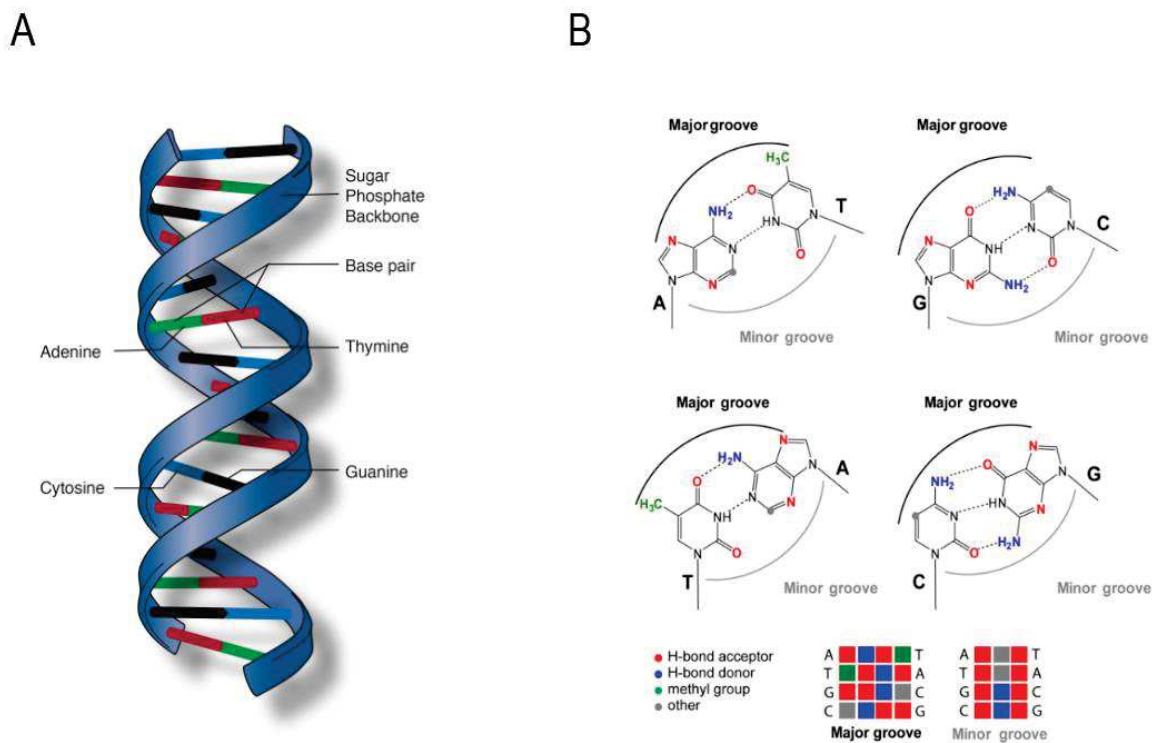 A
B
Sugar
Phosphate
Backbone
Base pair
Adenine
Thymine
Cytosine
Guanine
Major groove
H₃C
O
NH₂
N
HN
N
T
N
N
N
O
A
Minor groove
Major groove
O
H₂N
N
NH
N
N
C
N
N
NH₂
O
G
Minor groove
Major groove
N
H₂N
N
A
O
N
N
H₃C
NH
N
O
T
Minor groove
Major groove
N
NH₂
O
N
G
N
HN
N
N
O
H₂N
C
Minor groove
H-bond acceptor
H-bond donor
methyl group
other
A T
T A
G C
C G
Major groove
A T
T A
G C
C G
Minor groove